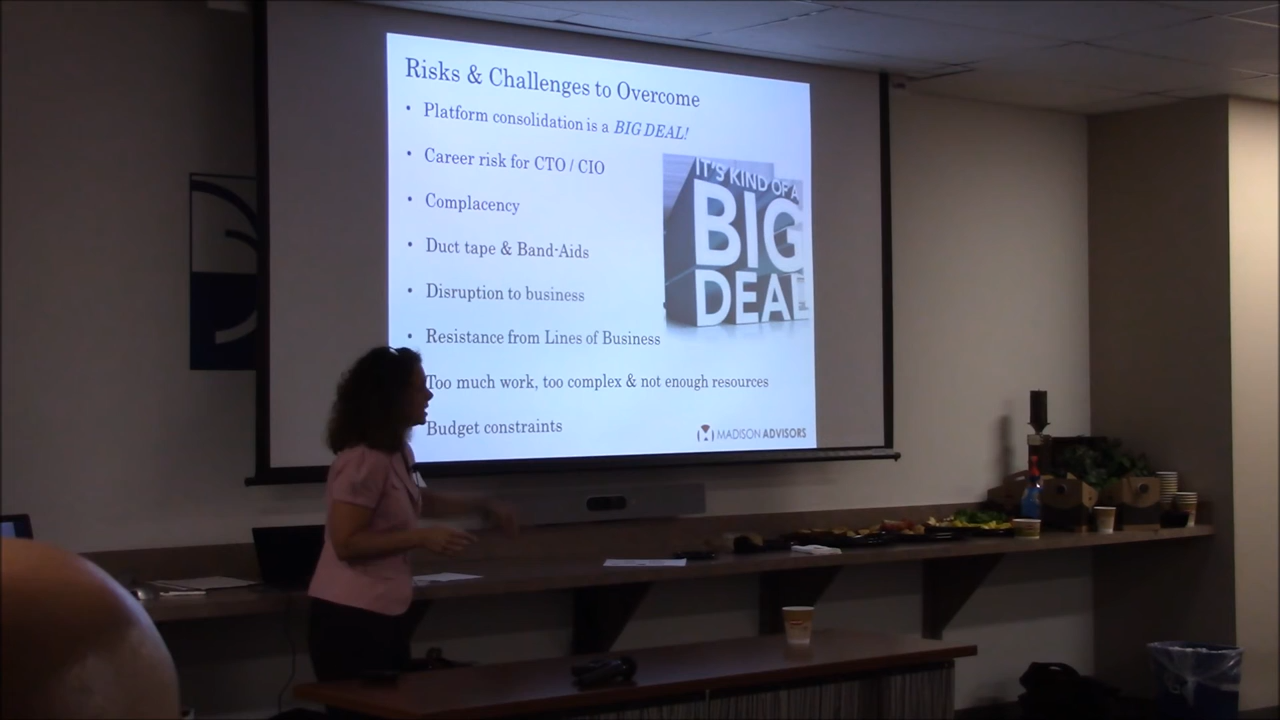 Risks & Challenges to Overcome
• Platform consolidation is a BIG DEAL!
• Career risk for CTO / CIO
• Complacency
• Duct tape & Band-Aids
• Disruption to business
• Resistance from Lines of Business
Too much work, too complex & not enough resources
Budget constraints
IT'S KIND OF A
BIG
DEAL
MADISON ADVISORS